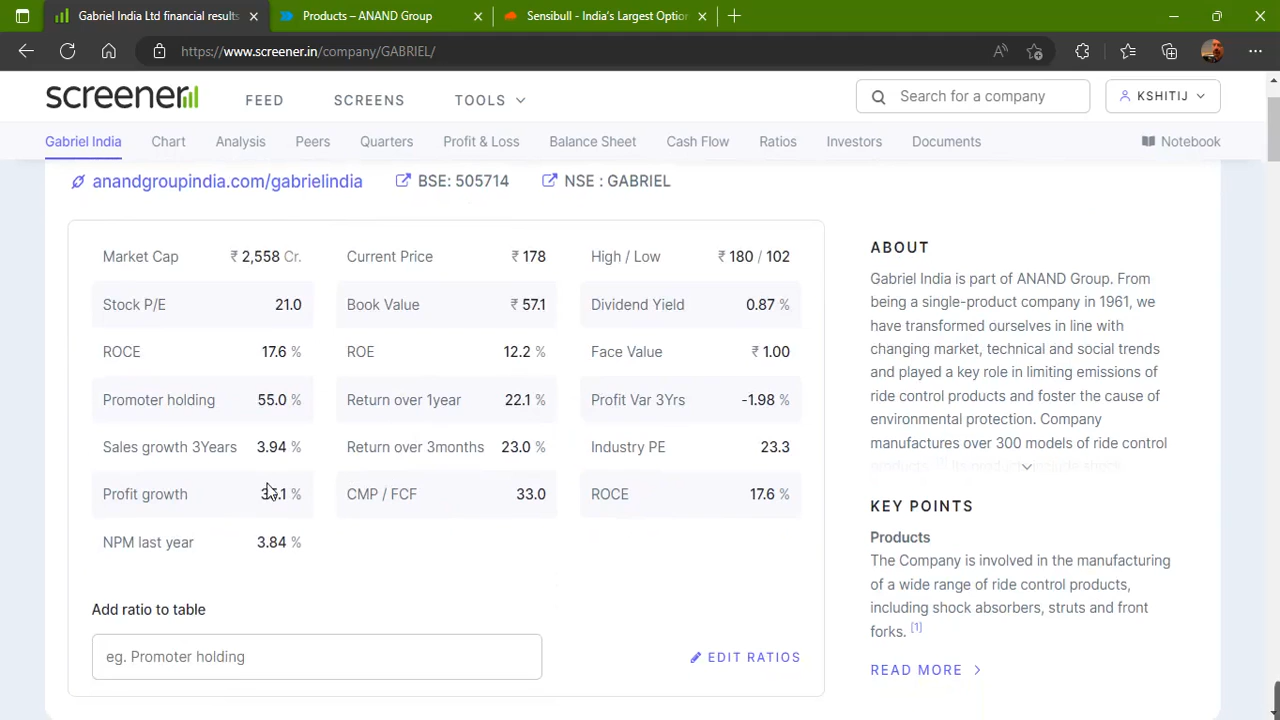 Gabriel India Ltd financial results
Products – ANAND Group
Sensibull - India's Largest Option
https://www.screener.in/company/GABRIEL/
screener
FEED
SCREENS
TOOLS
Search for a company
KSHITIJ
Gabriel India
Chart
Analysis
Peers
Quarters
Profit & Loss
Balance Sheet
Cash Flow
Ratios
Investors
Documents
Notebook
anandgroupindia.com/gabrielindia
BSE: 505714
NSE : GABRIEL
Market Cap ₹ 2,558 Cr.
Current Price ₹ 178
High / Low ₹ 180 / 102
Stock P/E 21.0
Book Value ₹ 57.1
Dividend Yield 0.87 %
ROCE 17.6 %
ROE 12.2 %
Face Value ₹ 1.00
Promoter holding 55.0 %
Return over 1year 22.1 %
Profit Var 3Yrs -1.98 %
Sales growth 3Years 3.94 %
Return over 3months 23.0 %
Industry PE 23.3
Profit growth %
CMP / FCF 33.0
ROCE 17.6 %
NPM last year 3.84 %
Add ratio to table
eg. Promoter holding
EDIT RATIOS
ABOUT
Gabriel India is part of ANAND Group. From
being a single-product company in 1961, we
have transformed ourselves in line with
changing market, technical and social trends
and played a key role in limiting emissions of
ride control products and foster the cause of
environmental protection. Company
manufactures over 300 models of ride control
KEY POINTS
Products
The Company is involved in the manufacturing
of a wide range of ride control products,
including shock absorbers, struts and front
forks. [1]
READ MORE